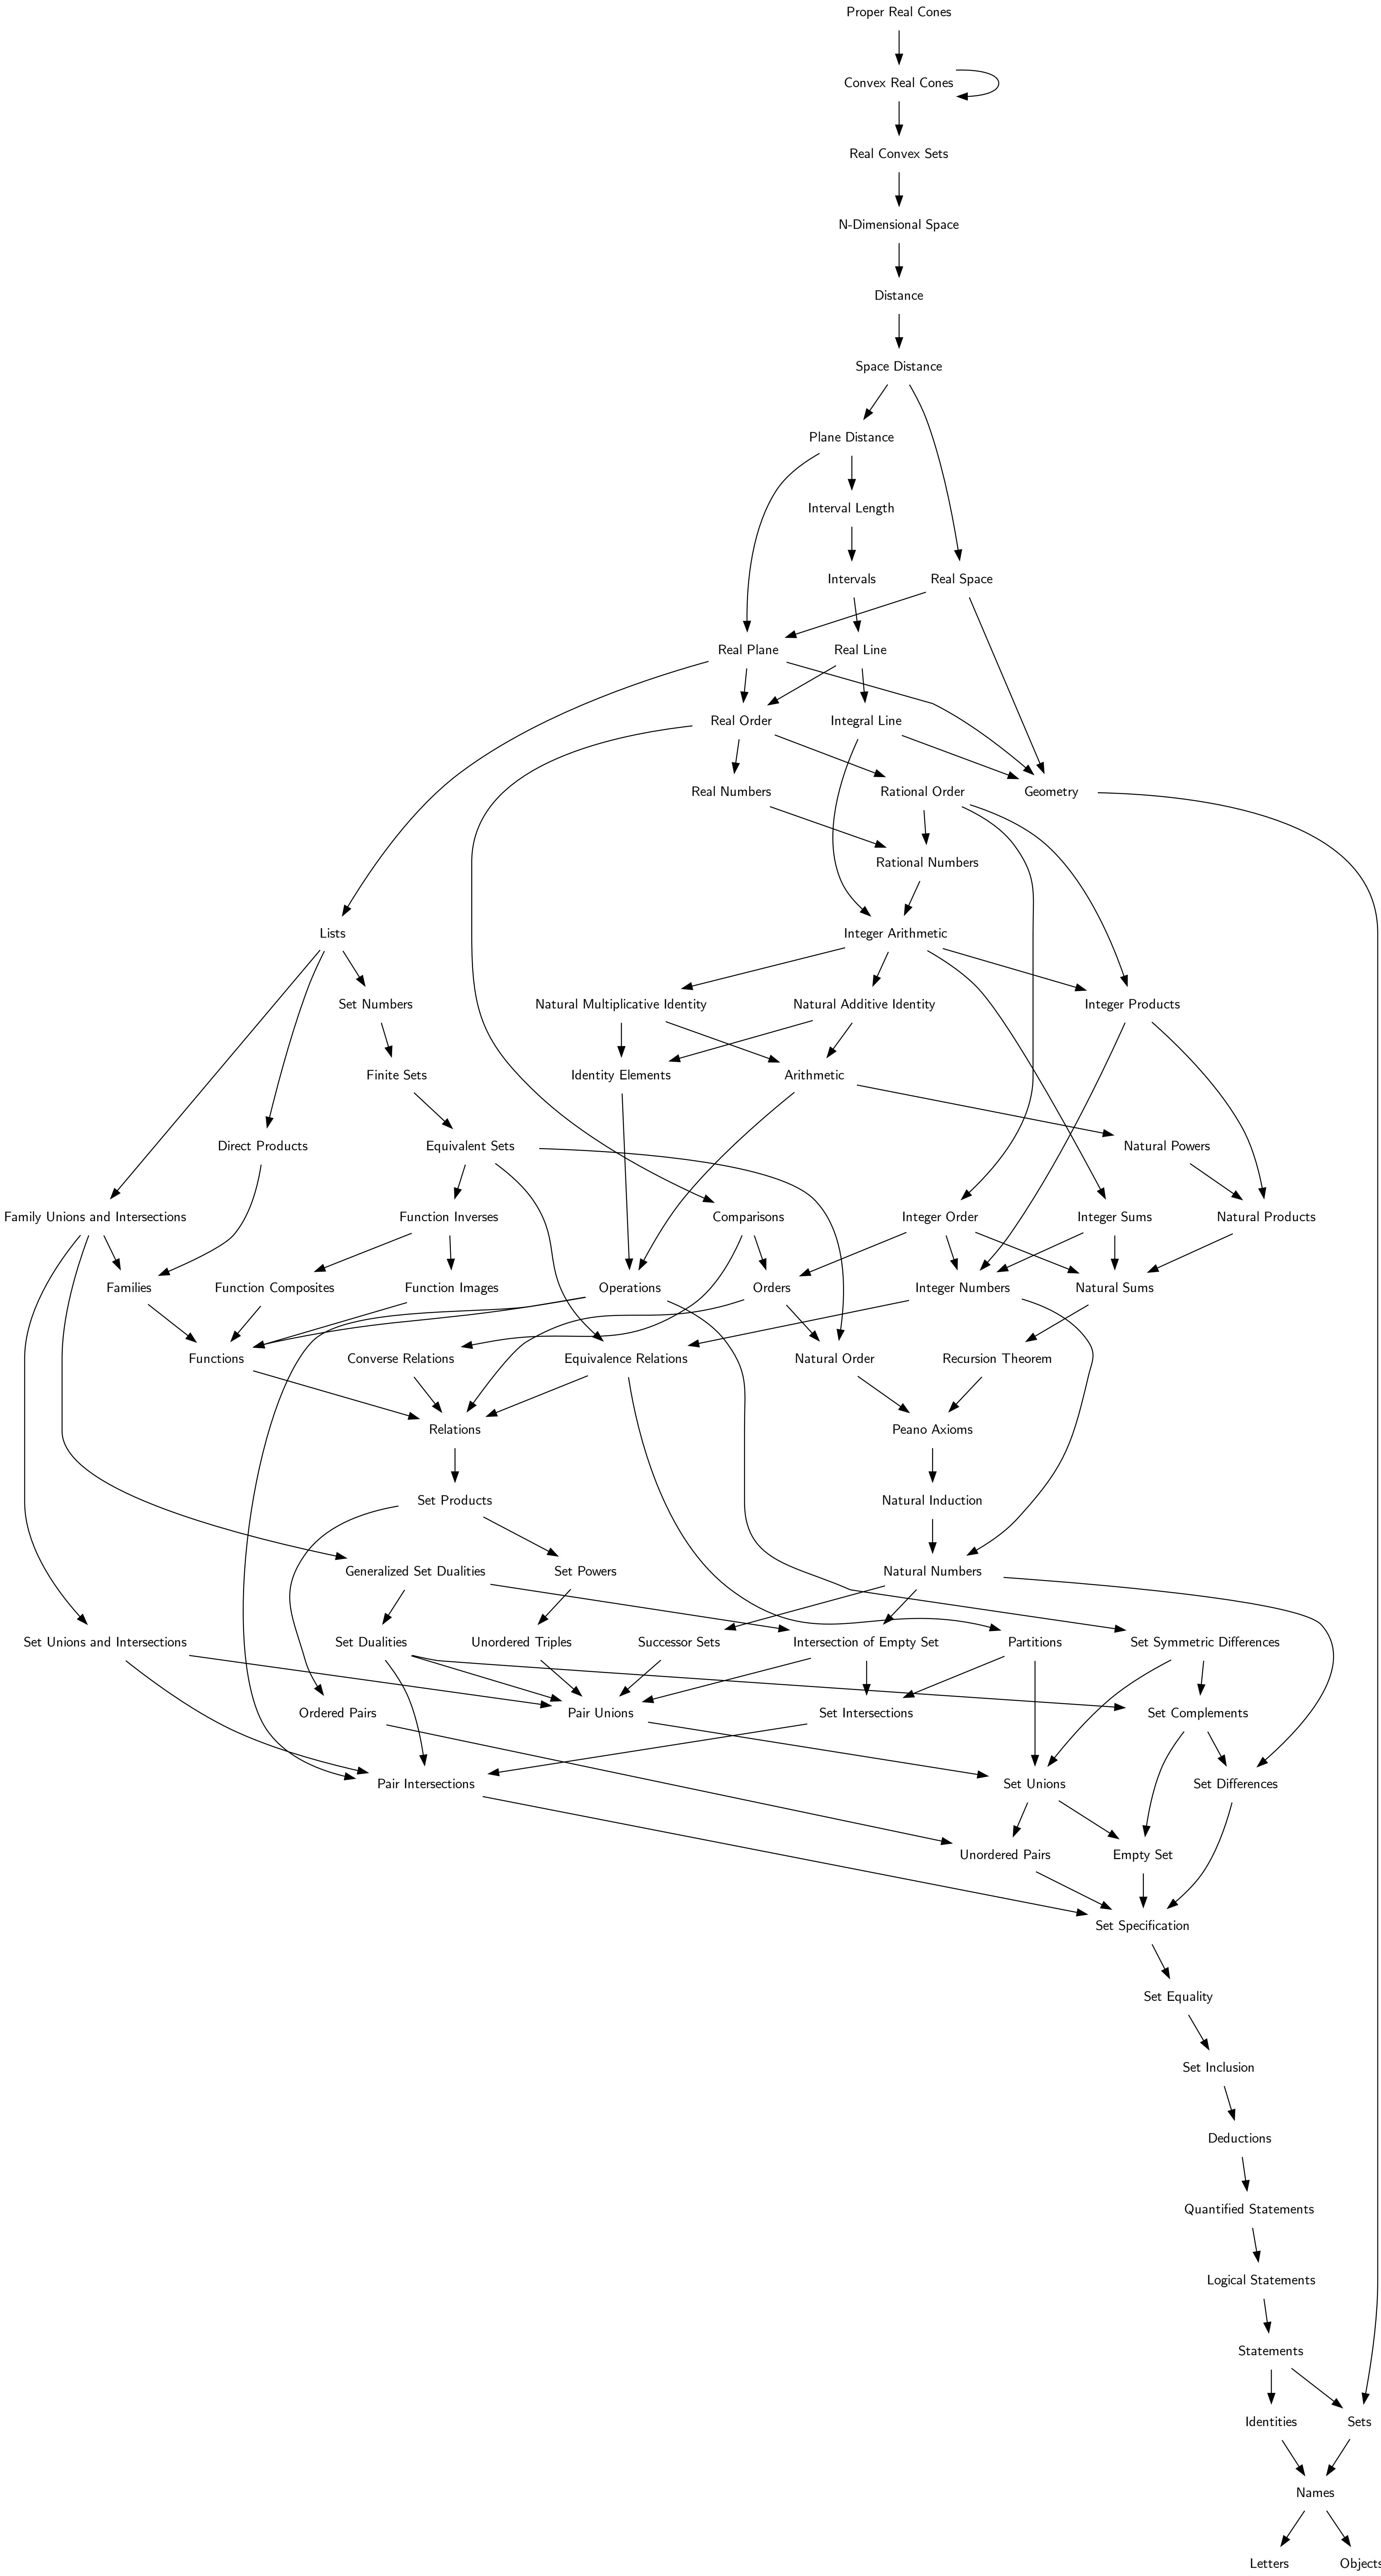 Proper Real Cones
Convex Real Cones
Real Convex Sets
N-Dimensional Space
Distance
Space Distance
Plane Distance
Interval Length
Intervals
Real Space
Real Plane
Real Line
Real Order
Integral Line
Real Numbers
Rational Order
Geometry
Rational Numbers
Lists
Integer Arithmetic
Set Numbers
Natural Multiplicative Identity
Natural Additive Identity
Integer Products
Finite Sets
Identity Elements
Arithmetic
Direct Products
Equivalent Sets
Natural Powers
Family Unions and Intersections
Function Inverses
Comparisons
Integer Order
Integer Sums
Natural Products
Families
Function Composites
Function Images
Operations
Orders
Integer Numbers
Natural Sums
Functions
Converse Relations
Equivalence Relations
Natural Order
Recursion Theorem
Relations
Peano Axioms
Set Products
Natural Induction
Generalized Set Dualities
Set Powers
Natural Numbers
Set Unions and Intersections
Set Dualities
Unordered Triples
Successor Sets
Intersection of Empty Set
Partitions
Set Symmetric Differences
Ordered Pairs
Pair Unions
Set Intersections
Set Complements
Pair Intersections
Set Unions
Set Differences
Unordered Pairs
Empty Set
Set Specification
Set Equality
Set Inclusion
Deductions
Quantified Statements
Logical Statements
Statements
Identities
Sets
Names
Letters
Objects